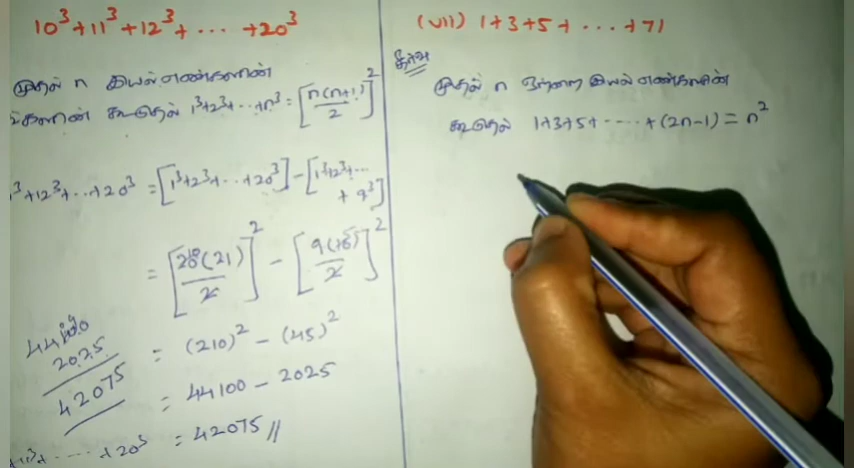 10³+11³+12³+ ... +20³
முதல் n இயல் எண்களின்
களின் கூடுதல் 1³+2³+...+n³ = [n(n+1)/2]²
³+12³+...+20³ = [1³+2³+...+20³] - [1³+2³+... + 9³]
= [20(21)/2]² - [9(10)/2]²
= (210)² - (45)²
= 44100 - 2025
44100
2025
42075
+11³+ ..... +20³ = 42075 //
(VII) 1+3+5+ ... +71
தீர்வு
முதல் n ஒற்றை இயல் எண்களின்
கூடுதல் 1+3+5+ ..... +(2n-1) = n²